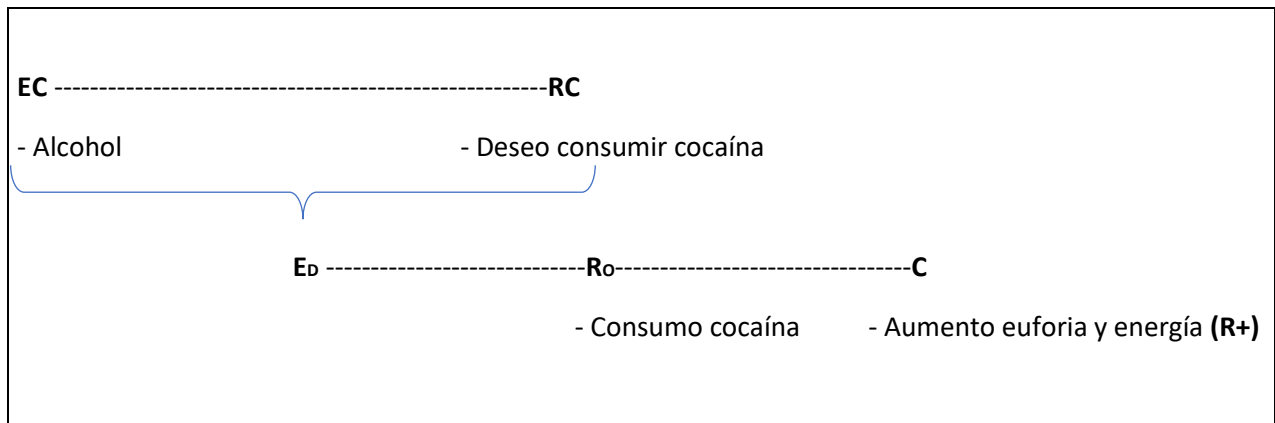 EC -------------------------------------------------------RC
- Alcohol - Deseo consumir cocaína
ED -----------------------------RO---------------------------------C
- Consumo cocaína - Aumento euforia y energía (R+)